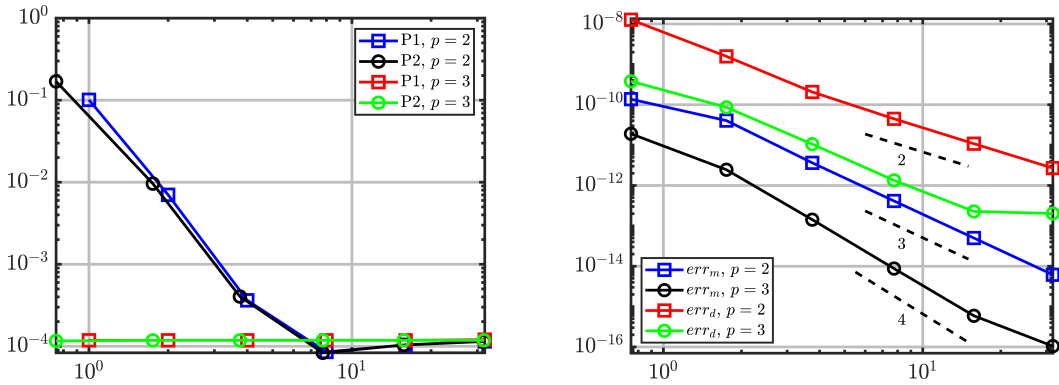 10^0
10^-1
10^-2
10^-3
10^-4
10^0
10^1
P1, p = 2
P2, p = 2
P1, p = 3
P2, p = 3
10^-8
10^-10
10^-12
10^-14
10^-16
10^0
10^1
2
3
4
err_m, p = 2
err_m, p = 3
err_d, p = 2
err_d, p = 3